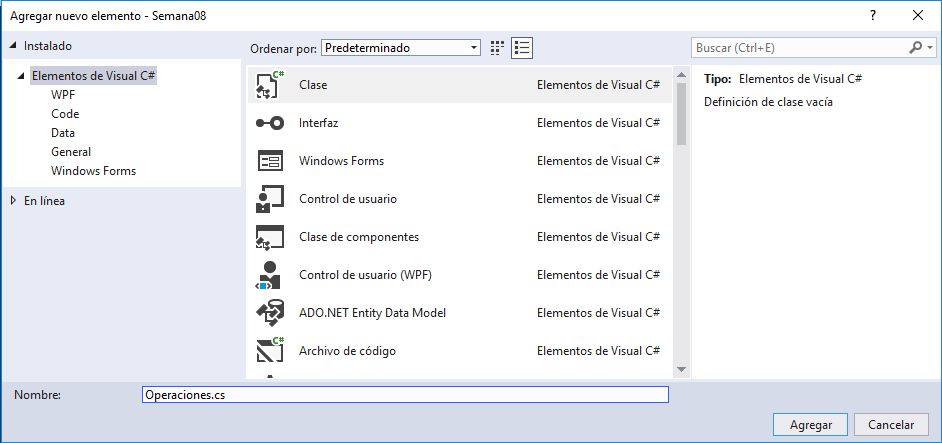 Agregar nuevo elemento - Semana08 ? ×
Instalado
Elementos de Visual C#
WPF
Code
Data
General
Windows Forms
En línea
Ordenar por: Predeterminado
Buscar (Ctrl+E)
C# Clase Elementos de Visual C#
Interfaz Elementos de Visual C#
Windows Forms Elementos de Visual C#
Control de usuario Elementos de Visual C#
Clase de componentes Elementos de Visual C#
Control de usuario (WPF) Elementos de Visual C#
ADO.NET Entity Data Model Elementos de Visual C#
C# Archivo de código Elementos de Visual C#
Tipo: Elementos de Visual C#
Definición de clase vacía
Nombre: Operaciones.cs
Agregar Cancelar